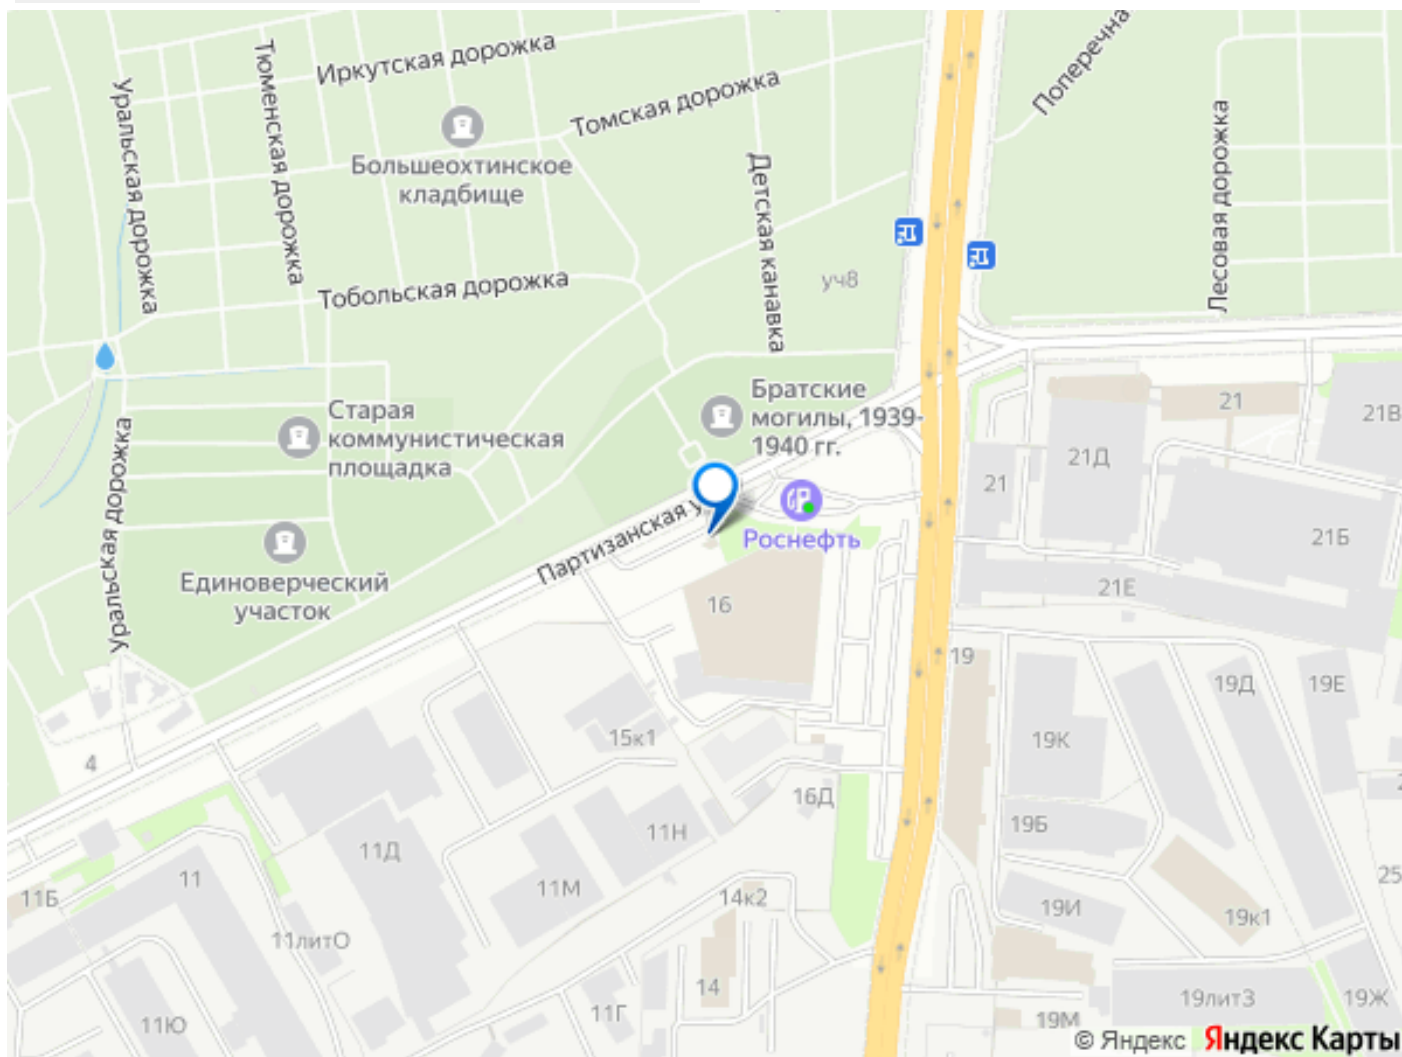 Иркутская дорожка
Поперечна
Тюменская дорожка
Уральская дорожка
Томская дорожка
Лесовая дорожка
Большеохтинское
кладбище
Детская канавка
уч8
Тобольская дорожка
Братские
могилы, 1939-
1940 гг.
Старая
коммунистическая
площадка
21
21В
21Д
21
Партизанская у
Роснефть
21Б
Уральская дорожка
Единоверческий
участок
21Е
16
19
19Д
19Е
15к1
19К
4
16Д
11Н
19Б
11Д
11
11М
14к2
25
11Б
19И
19к1
11литО
14
19литЗ
19Ж
11Г
11Ю
19М
© Яндекс Яндекс Карты